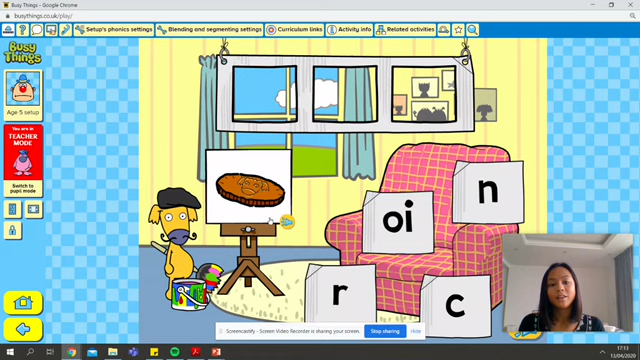 Busy Things - Google Chrome
busythings.co.uk/play/
Setup's phonics settings
Blending and segmenting settings
Curriculum links
Activity info
Related activities
Busy Things
Age 5 setup
You are in
TEACHER
MODE
Switch to
pupil mode
n
oi
r
c
Screencastify - Screen Video Recorder is sharing your screen.
Stop sharing
Hide
17:13
13/04/2020